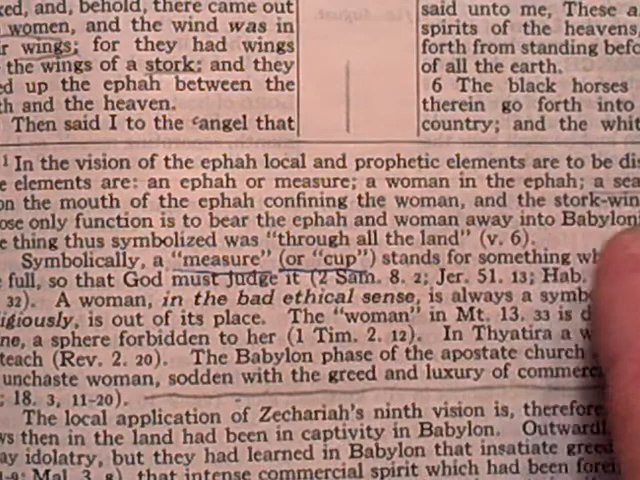 ked, and, behold, there came out
women, and the wind was in
r wings; for they had wings
the wings of a stork: and they
ed up the ephah between the
th and the heaven.
Then said I to the cangel that
said unto me, These a
spirits of the heavens,
forth from standing befo
of all the earth.
6 The black horses
therein go forth into
country; and the whit
1 In the vision of the ephah local and prophetic elements are to be dis
e elements are: an ephah or measure; a woman in the ephah; a sea
on the mouth of the ephah confining the woman, and the stork-win
ose only function is to bear the ephah and woman away into Babylon
e thing thus symbolized was "through all the land" (v. 6).
Symbolically, a "measure" (or "cup") stands for something wh
full, so that God must judge it (2 Sam. 8. 2; Jer. 51. 13; Hab.
32). A woman, in the bad ethical sense, is always a symb
igiously, is out of its place. The "woman" in Mt. 13. 33 is d
ne, a sphere forbidden to her (1 Tim. 2. 12). In Thyatira a w
teach (Rev. 2. 20). The Babylon phase of the apostate church
unchaste woman, sodden with the greed and luxury of commerc
; 18. 3, 11-20).
The local application of Zechariah's ninth vision is, therefore
ws then in the land had been in captivity in Babylon. Outward
ay idolatry, but they had learned in Babylon that insatiate greed
Mal. 3. 8), that intense commercial spirit which had been forei